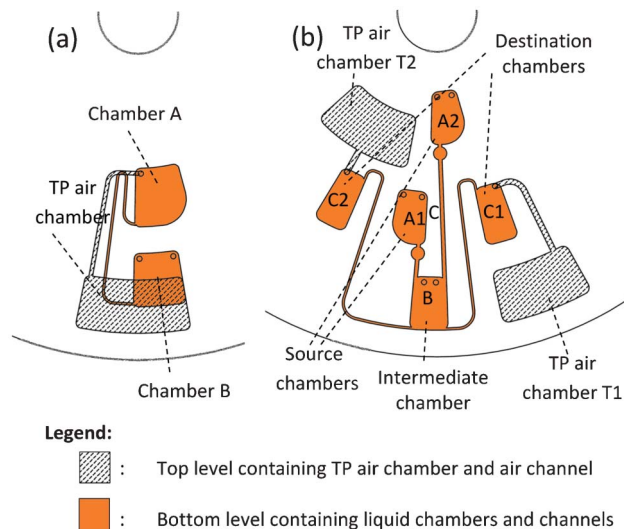 (a)
Chamber A
TP air
chamber
Chamber B
(b)
TP air
chamber T2
Destination
chambers
A2
C2
A1
C
C1
B
Source
chambers
Intermediate
chamber
TP air
chamber T1
Legend:
: Top level containing TP air chamber and air channel
: Bottom level containing liquid chambers and channels